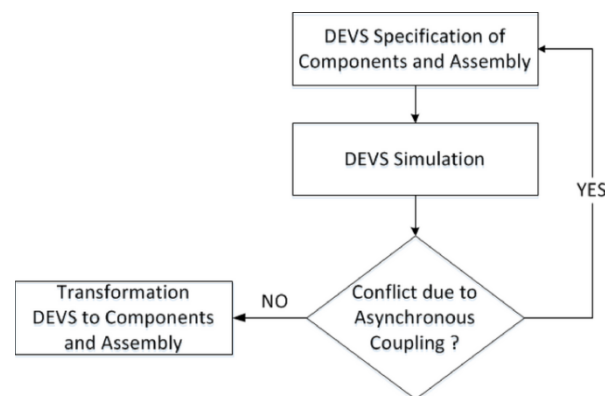 DEVS Specification of
Components and Assembly
DEVS Simulation
YES
Conflict due to
Asynchronous
Coupling ?
NO
Transformation
DEVS to Components
and Assembly